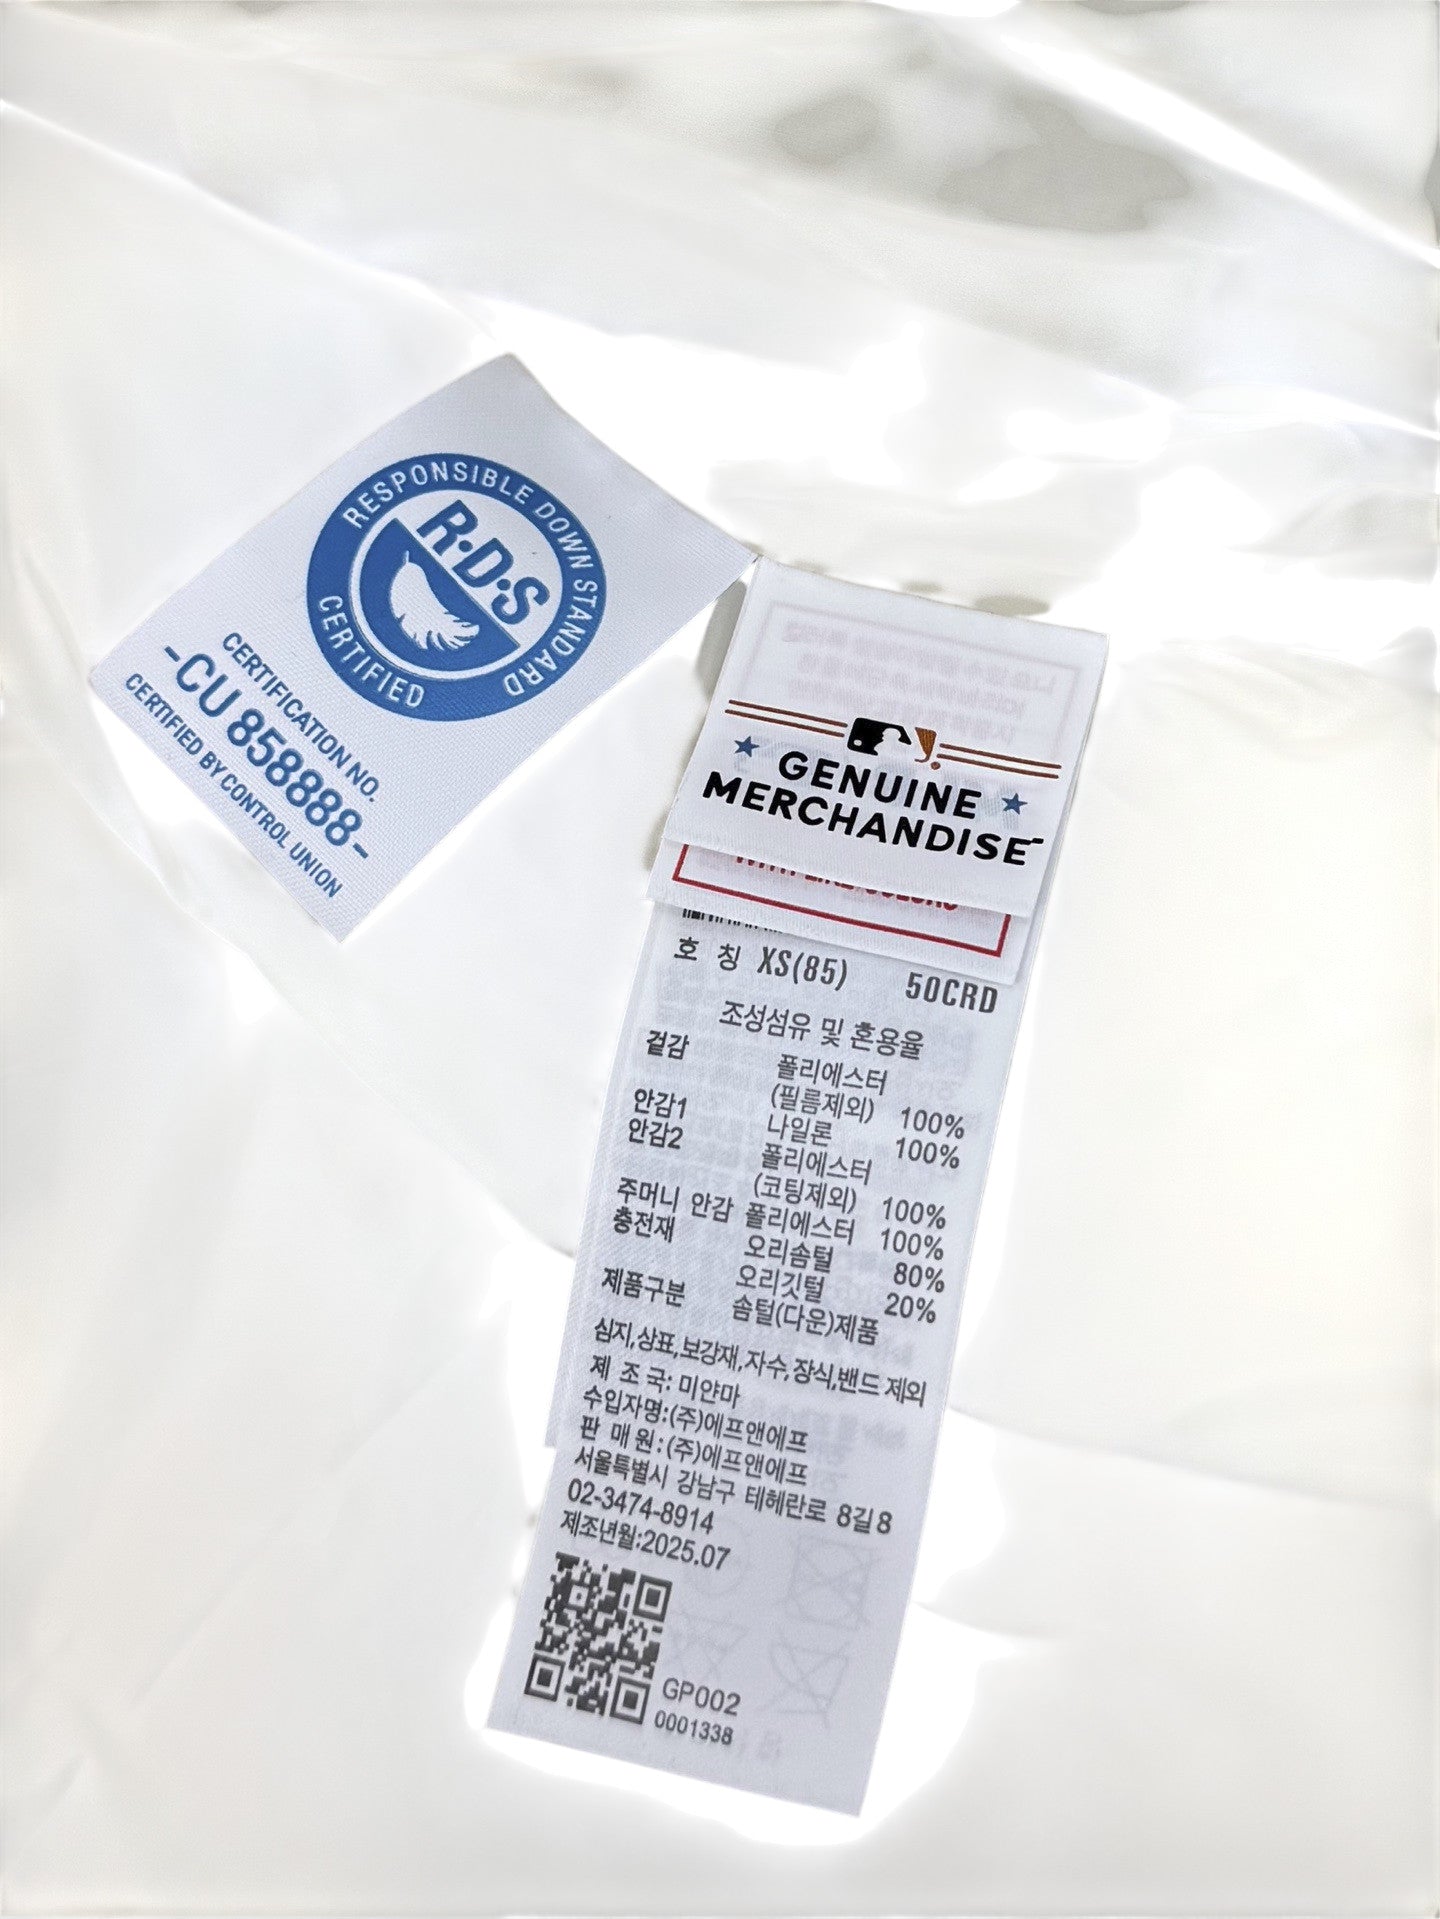 RESPONSIBLE DOWN STANDARD
R·D·S
CERTIFIED
CERTIFICATION NO.
-CU 858888-
CERTIFIED BY CONTROL UNION
GENUINE
MERCHANDISE
호 칭 XS(85) 50CRD
조성섬유 및 혼용율
겉감 폴리에스터
(필름제외) 100%
안감1 나일론 100%
안감2 폴리에스터
(코팅제외) 100%
주머니 안감 폴리에스터 100%
충전재 오리솜털 80%
오리깃털 20%
제품구분 솜털(다운)제품
심지,상표,보강재,자수,장식,밴드 제외
제 조 국: 미얀마
수입자명:(주)에프앤에프
판 매 원:(주)에프앤에프
서울특별시 강남구 테헤란로 8길 8
02-3474-8914
제조년월:2025.07
GP002
0001338